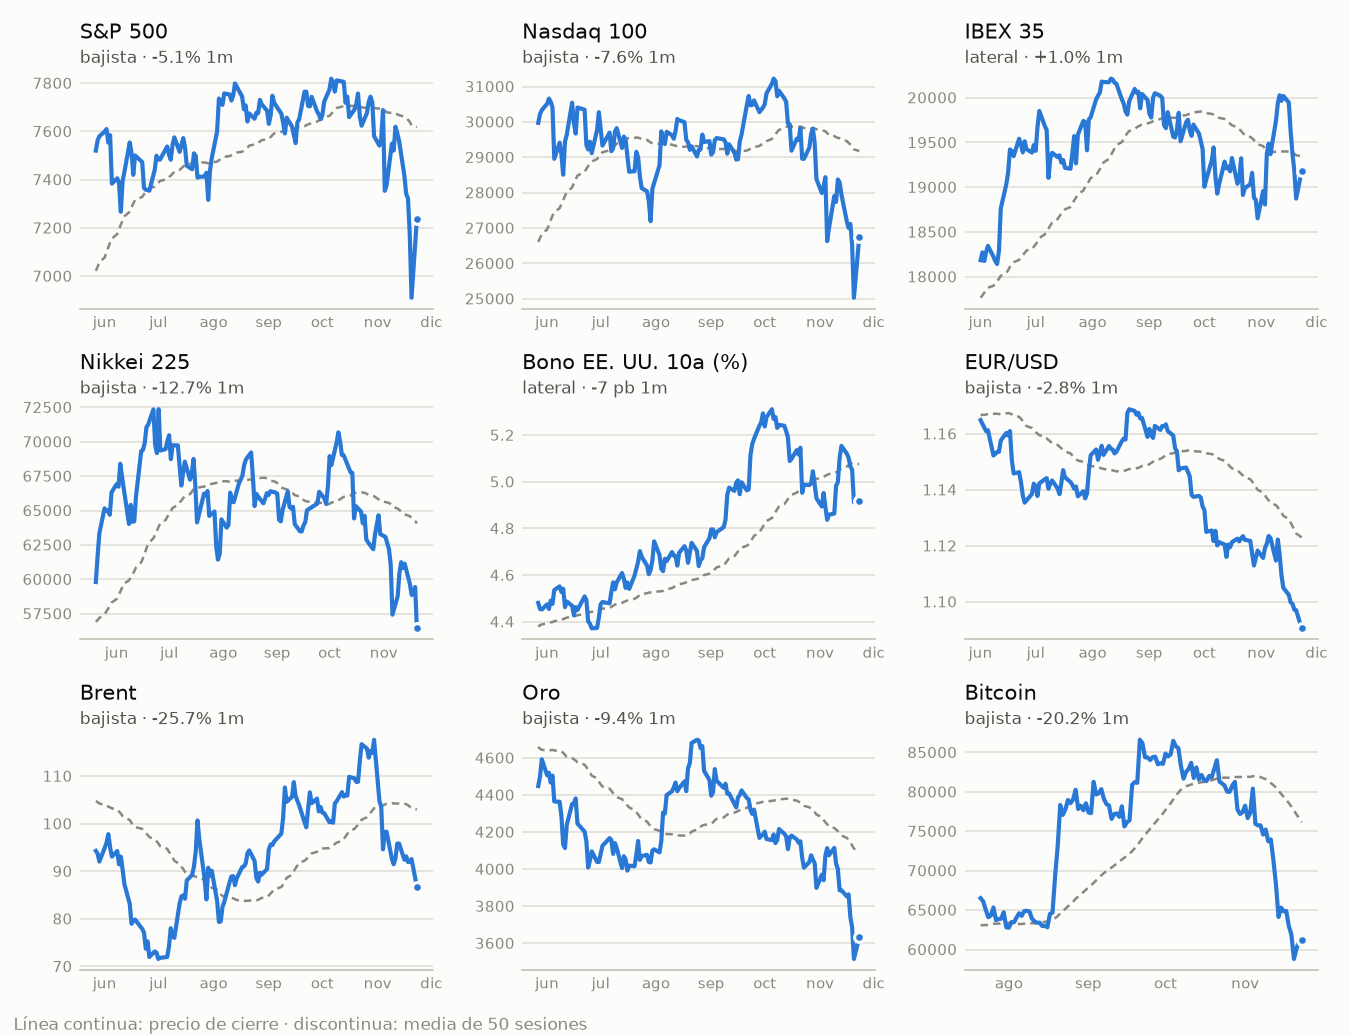 S&P 500
bajista · -5.1% 1m
7800
7600
7400
7200
7000
jun jul ago sep oct nov dic
Nasdaq 100
bajista · -7.6% 1m
31000
30000
29000
28000
27000
26000
25000
jun jul ago sep oct nov dic
IBEX 35
lateral · +1.0% 1m
20000
19500
19000
18500
18000
jun jul ago sep oct nov dic
Nikkei 225
bajista · -12.7% 1m
72500
70000
67500
65000
62500
60000
57500
jun jul ago sep oct nov
Bono EE. UU. 10a (%)
lateral · -7 pb 1m
5.2
5.0
4.8
4.6
4.4
jun jul ago sep oct nov dic
EUR/USD
bajista · -2.8% 1m
1.16
1.14
1.12
1.10
jun jul ago sep oct nov dic
Brent
bajista · -25.7% 1m
110
100
90
80
70
jun jul ago sep oct nov dic
Oro
bajista · -9.4% 1m
4600
4400
4200
4000
3800
3600
jun jul ago sep oct nov dic
Bitcoin
bajista · -20.2% 1m
85000
80000
75000
70000
65000
60000
ago sep oct nov
Línea continua: precio de cierre · discontinua: media de 50 sesiones